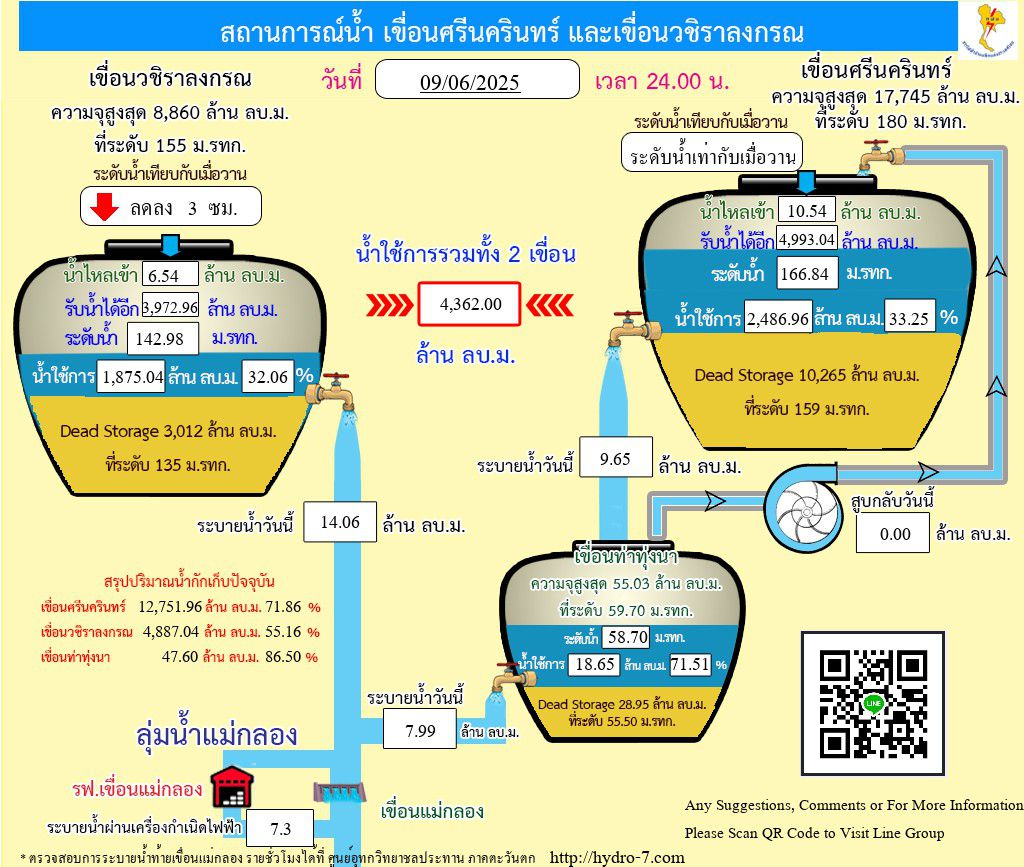 สถานการณ์น้ำ เขื่อนศรีนครินทร์ และเขื่อนวชิราลงกรณ
วันที่ 09/06/2025 เวลา 24.00 น.
เขื่อนวชิราลงกรณ
ความจุสูงสุด 8,860 ล้าน ลบ.ม.
ที่ระดับ 155 ม.รทก.
ระดับน้ำเทียบกับเมื่อวาน
ลดลง 3 ซม.
น้ำไหลเข้า 6.54 ล้าน ลบ.ม.
รับน้ำได้อีก 3,972.96 ล้าน ลบ.ม.
ระดับน้ำ 142.98 ม.รทก.
น้ำใช้การ 1,875.04 ล้าน ลบ.ม. 32.06 %
Dead Storage 3,012 ล้าน ลบ.ม.
ที่ระดับ 135 ม.รทก.
ระบายน้ำวันนี้ 14.06 ล้าน ลบ.ม.
น้ำใช้การรวมทั้ง 2 เขื่อน
4,362.00
ล้าน ลบ.ม.
เขื่อนศรีนครินทร์
ความจุสูงสุด 17,745 ล้าน ลบ.ม.
ที่ระดับ 180 ม.รทก.
ระดับน้ำเทียบกับเมื่อวาน
ระดับน้ำเท่ากับเมื่อวาน
น้ำไหลเข้า 10.54 ล้าน ลบ.ม.
รับน้ำได้อีก 4,993.04 ล้าน ลบ.ม.
ระดับน้ำ 166.84 ม.รทก.
น้ำใช้การ 2,486.96 ล้าน ลบ.ม. 33.25 %
Dead Storage 10,265 ล้าน ลบ.ม.
ที่ระดับ 159 ม.รทก.
ระบายน้ำวันนี้ 9.65 ล้าน ลบ.ม.
สูบกลับวันนี้
0.00 ล้าน ลบ.ม.
เขื่อนท่าทุ่งนา
ความจุสูงสุด 55.03 ล้าน ลบ.ม.
ที่ระดับ 59.70 ม.รทก.
ระดับน้ำ 58.70 ม.รทก.
น้ำใช้การ 18.65 ล้าน ลบ.ม. 71.51 %
Dead Storage 28.95 ล้าน ลบ.ม.
ที่ระดับ 55.50 ม.รทก.
ระบายน้ำวันนี้
7.99 ล้าน ลบ.ม.
สรุปปริมาณน้ำกักเก็บปัจจุบัน
เขื่อนศรีนครินทร์ 12,751.96 ล้าน ลบ.ม. 71.86 %
เขื่อนวชิราลงกรณ 4,887.04 ล้าน ลบ.ม. 55.16 %
เขื่อนท่าทุ่งนา 47.60 ล้าน ลบ.ม. 86.50 %
ลุ่มน้ำแม่กลอง
รฟ.เขื่อนแม่กลอง
เขื่อนแม่กลอง
ระบายน้ำผ่านเครื่องกำเนิดไฟฟ้า 7.3
LINE
Any Suggestions, Comments or For More Information
Please Scan QR Code to Visit Line Group
* ตรวจสอบการระบายน้ำท้ายเขื่อนแม่กลอง รายชั่วโมงได้ที่ ศูนย์อุทกวิทยาชลประทาน ภาคตะวันตก http://hydro-7.com